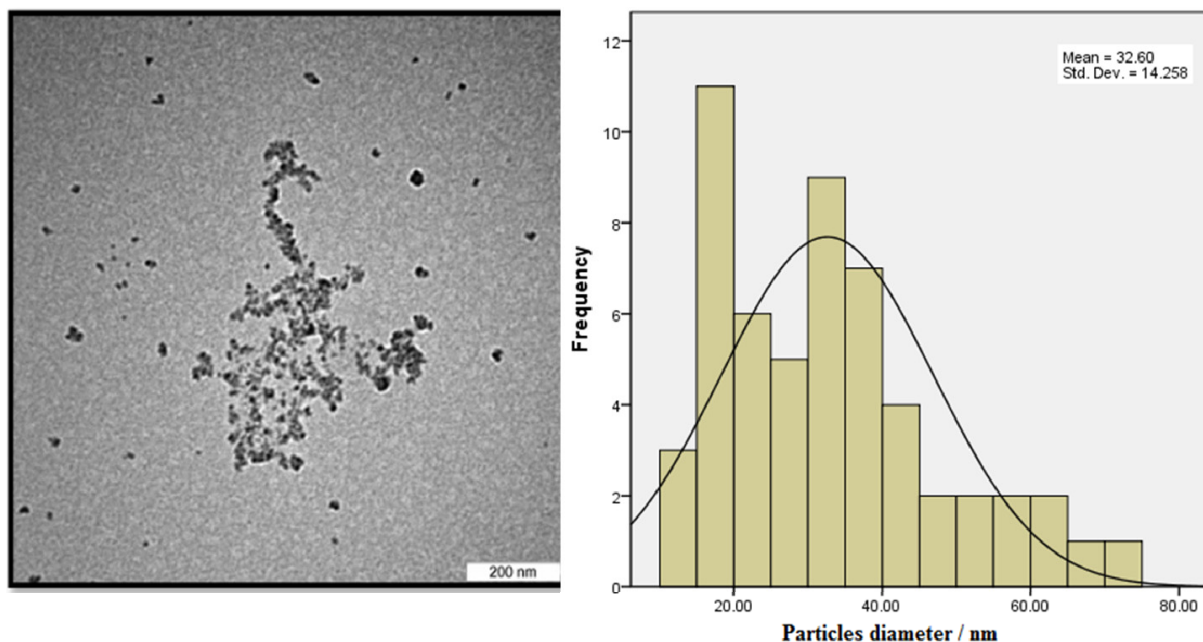 200 nm
Mean = 32.60
Std. Dev. = 14.258
12
10
8
6
4
2
0
Frequency
20.00 40.00 60.00 80.00
Particles diameter / nm